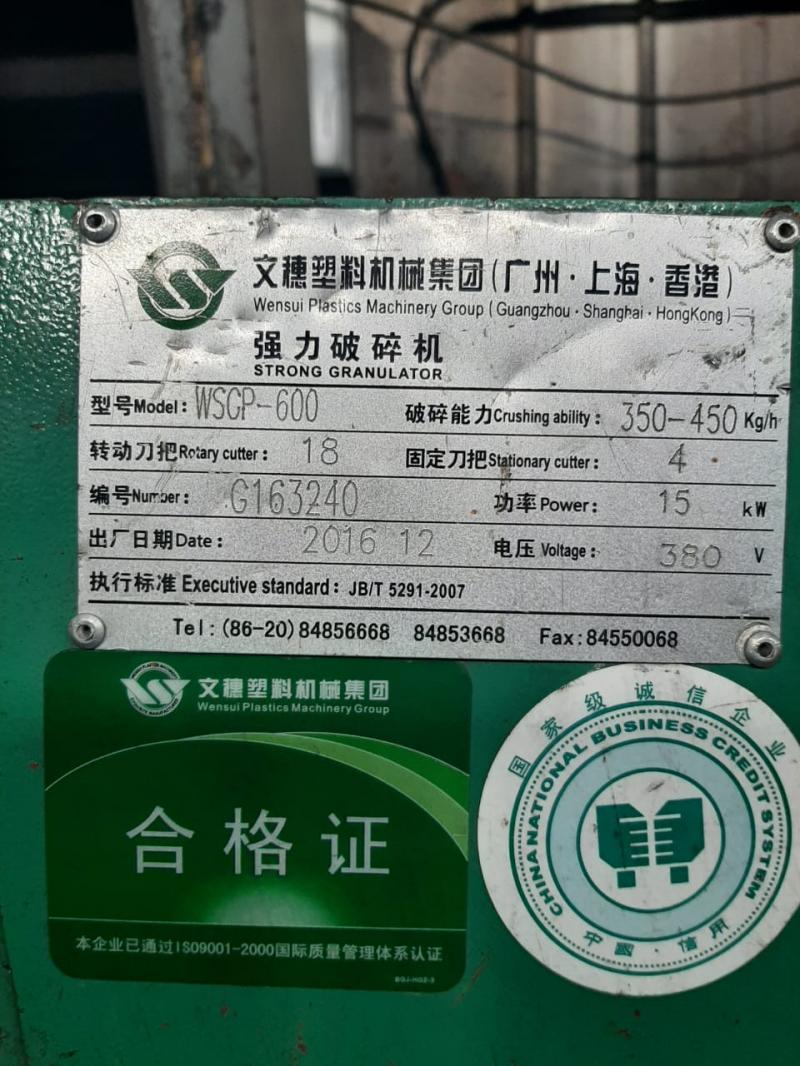 文穗塑料机械集团(广州·上海·香港)
Wensui Plastics Machinery Group (Guangzhou · Shanghai · HongKong)
强力破碎机
STRONG GRANULATOR
型号Model: WSGP-600 破碎能力Crushing ability: 350-450 Kg/h
转动刀把Rotary cutter: 18 固定刀把Stationary cutter: 4
编号Number: G163240 功率Power: 15 kW
出厂日期Date: 2016 12 电压 Voltage: 380 V
执行标准 Executive standard: JB/T 5291-2007
Tel:(86-20)84856668 84853668 Fax:84550068
文穗塑料机械集团
Wensui Plastics Machinery Group
合格证
本企业已通过ISO9001-2000国际质量管理体系认证
BGJ-HGZ-3
国家级诚信企业
CHINA NATIONAL BUSINESS CREDIT SYSTEM
中國·信用